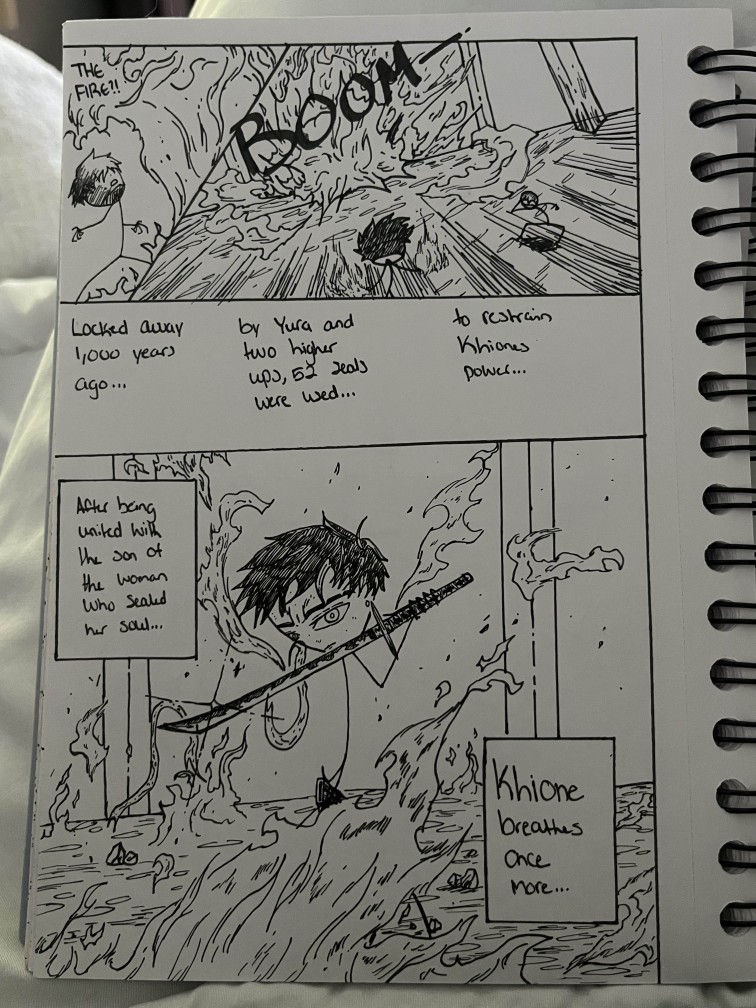 THE
FIRE!!
BOOM—
Locked away
1,000 years
ago...
by Yura and
two higher
ups, 52 seals
were used...
to restrain
Khiones
power...
After being
united with
the son of
the woman
who sealed
her soul...
Khione
breathes
once
more...